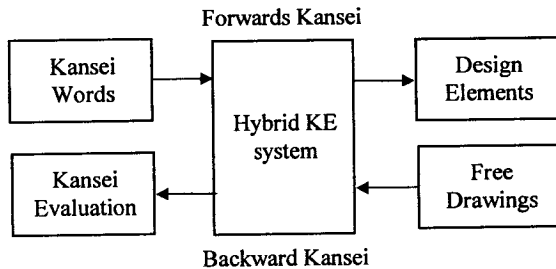 Forwards Kansei
Kansei
Words
Hybrid KE
system
Design
Elements
Kansei
Evaluation
Free
Drawings
Backward Kansei